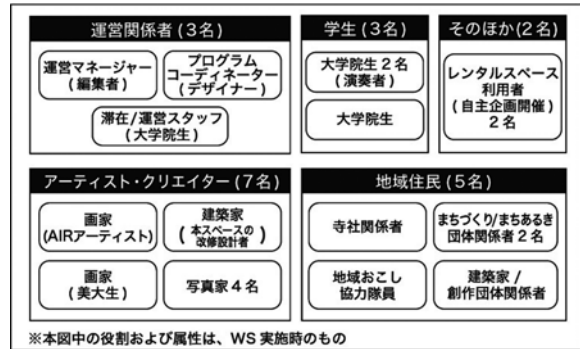 運営関係者(3名)
運営マネージャー
(編集者)
プログラム
コーディネーター
(デザイナー)
滞在/運営スタッフ
(大学院生)
学生(3名)
大学院生2名
(演奏者)
大学院生
そのほか(2名)
レンタルスペース
利用者
(自主企画開催)
2名
アーティスト・クリエイター(7名)
画家
(AIRアーティスト)
建築家
(本スペースの
改修設計者)
画家
(美大生)
写真家4名
地域住民(5名)
寺社関係者
まちづくり/まちあるき
団体関係者2名
地域おこし
協力隊員
建築家/
創作団体関係者
※本図中の役割および属性は、WS実施時のもの